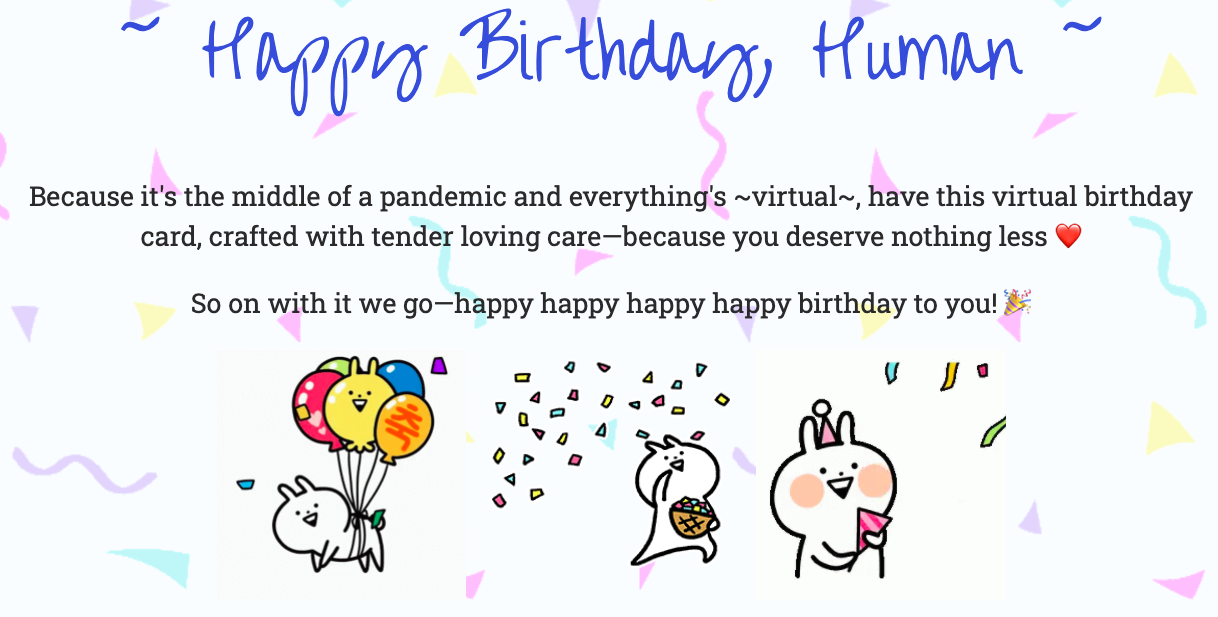 ~ Happy Birthday, Human ~
Because it's the middle of a pandemic and everything's ~virtual~, have this virtual birthday
card, crafted with tender loving care—because you deserve nothing less ❤️
So on with it we go—happy happy happy happy birthday to you! 🎉
축